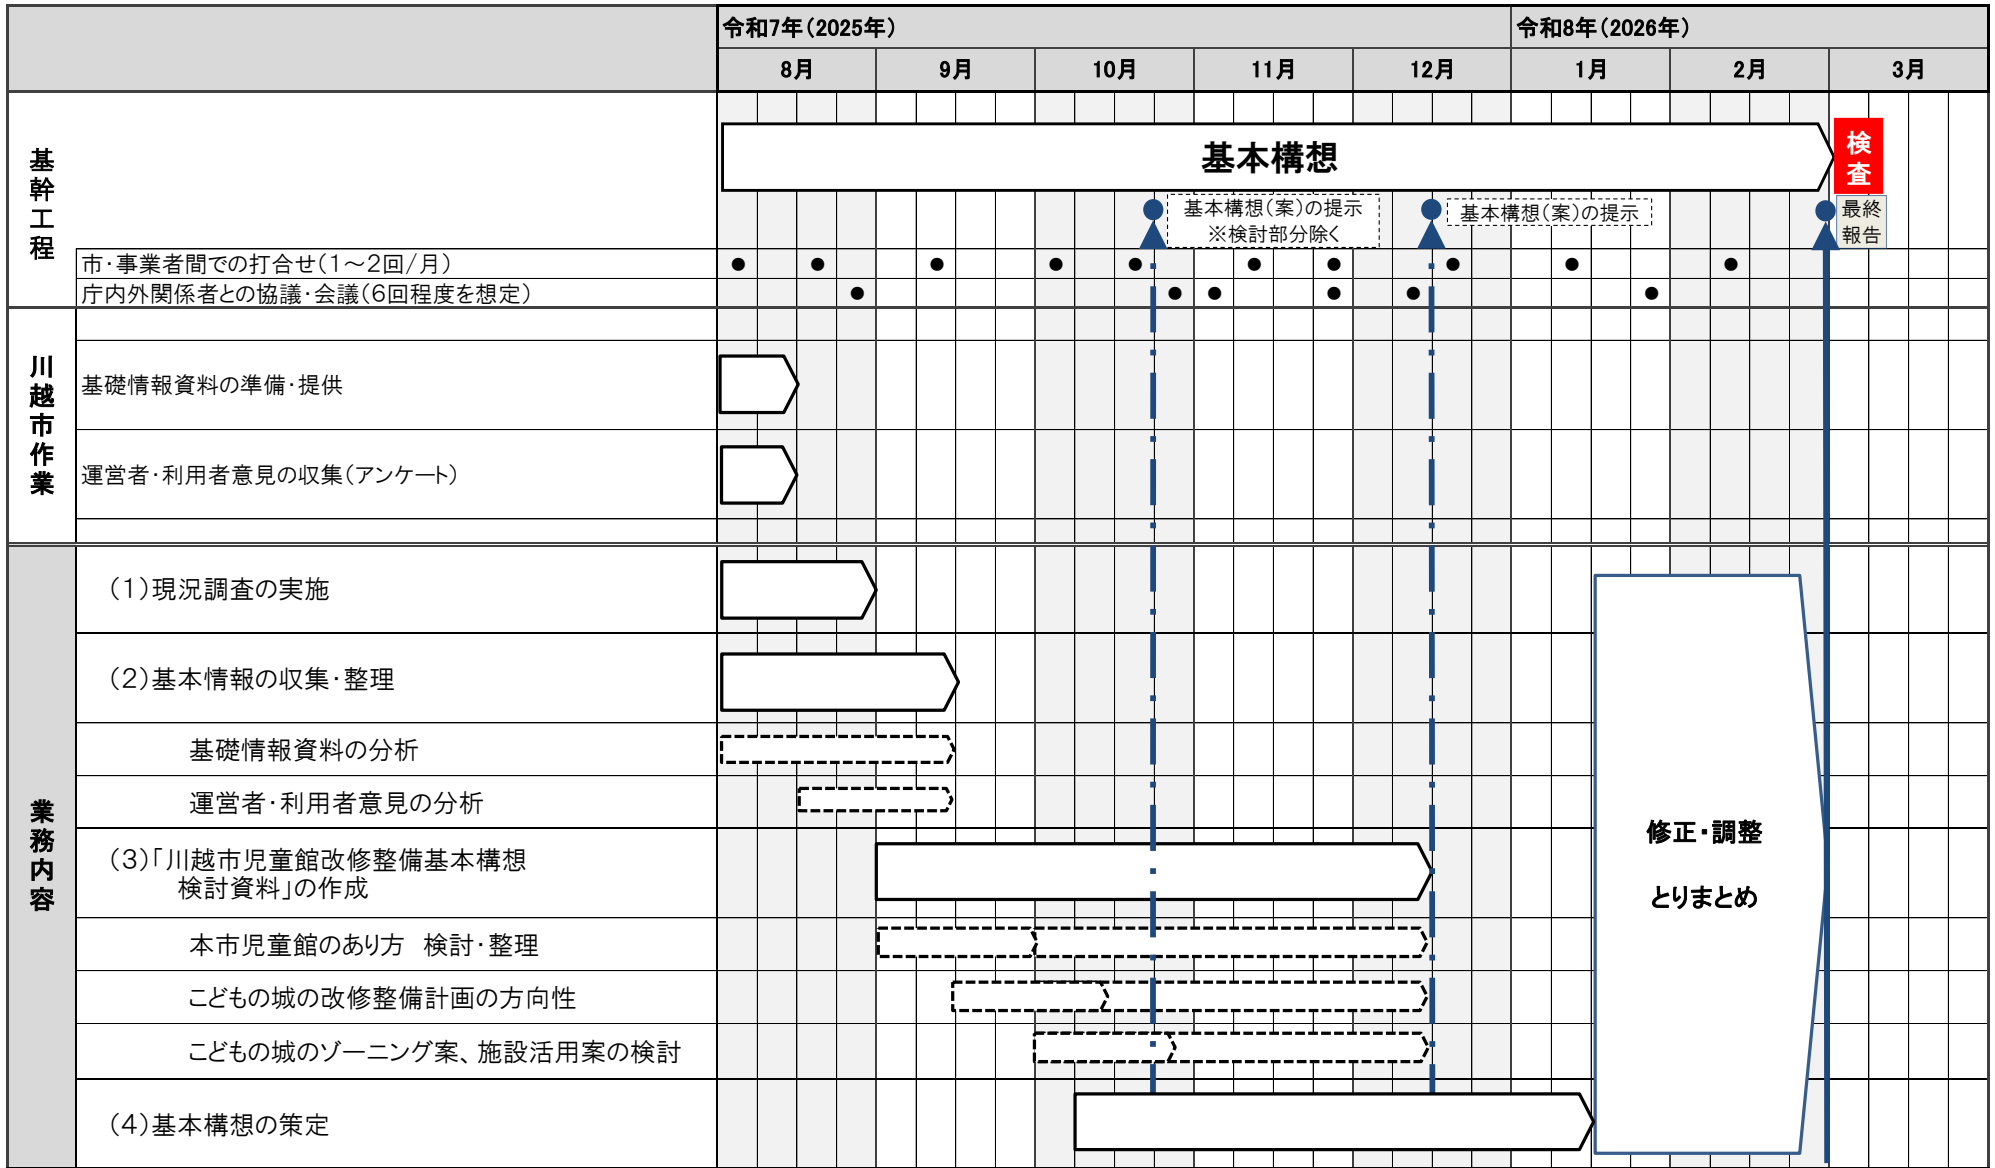 令和7年(2025年)
令和8年(2026年)
8月
9月
10月
11月
12月
1月
2月
3月
基幹工程
基本構想
検査
基本構想(案)の提示
※検討部分除く
基本構想(案)の提示
最終
報告
市・事業者間での打合せ(1～2回/月)
庁内外関係者との協議・会議(6回程度を想定)
川越市作業
基礎情報資料の準備・提供
運営者・利用者意見の収集(アンケート)
業務内容
(1)現況調査の実施
(2)基本情報の収集・整理
基礎情報資料の分析
運営者・利用者意見の分析
(3)「川越市児童館改修整備基本構想
検討資料」の作成
本市児童館のあり方　検討・整理
こどもの城の改修整備計画の方向性
こどもの城のゾーニング案、施設活用案の検討
(4)基本構想の策定
修正・調整
とりまとめ